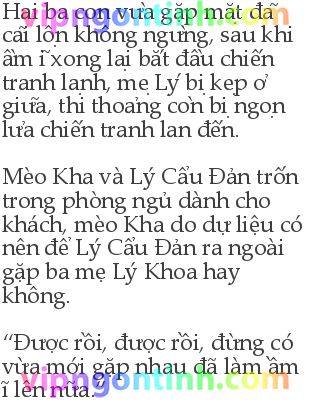 Hai ba con vừa gặp mặt đã
cãi lộn không ngừng, sau khi
ầm ĩ xong lại bắt đầu chiến
tranh lạnh, mẹ Lý bị kẹp ở
giữa, thi thoảng còn bị ngọn
lửa chiến tranh lan đến.
Mèo Kha và Lý Cẩu Đản trốn
trong phòng ngủ dành cho
khách, mèo Kha do dự liệu có
nên để Lý Cẩu Đản ra ngoài
gặp ba mẹ Lý Khoa hay
không.
“Được rồi, được rồi, đừng có
vừa mới gặp nhau đã làm ầm
ĩ lên nữa.”
vipngontinh.com
vipngontinh.com